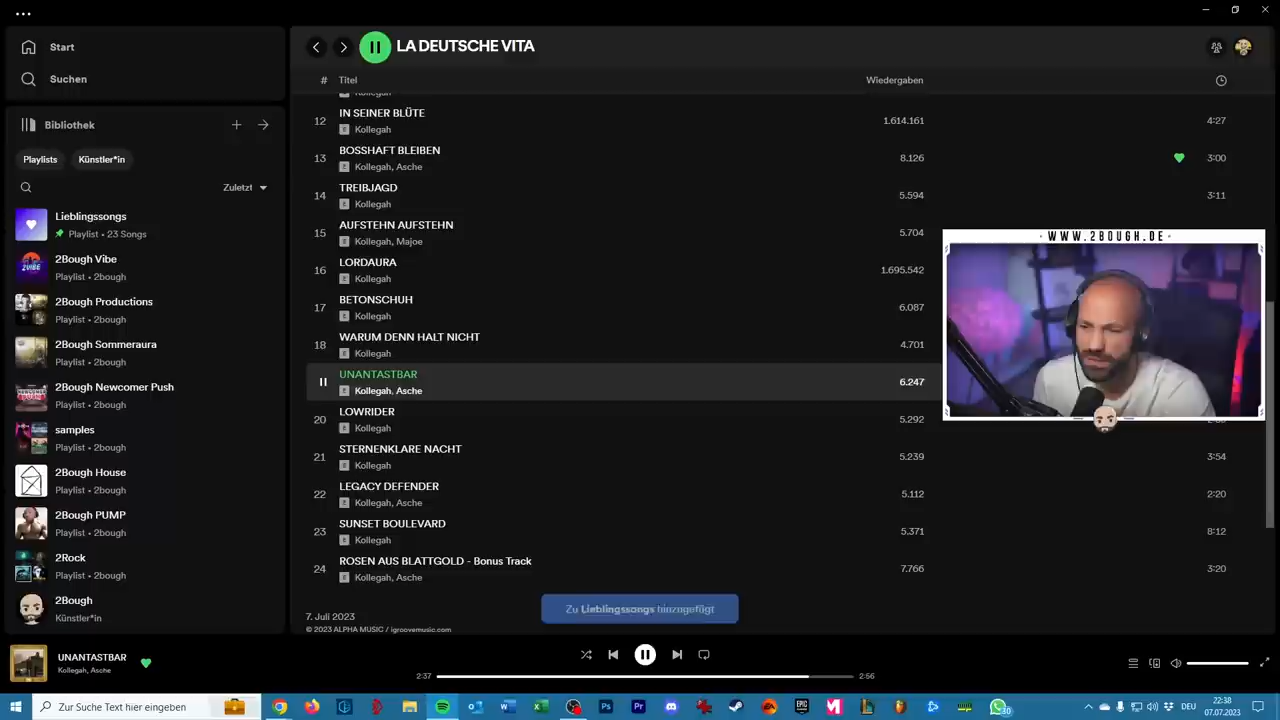 Start
Suchen
Bibliothek
Playlists Künstler*in
Zuletzt
Lieblingssongs
Playlist • 23 Songs
2Bough Vibe
Playlist • 2bough
2Bough Productions
Playlist • 2bough
2Bough Sommeraura
Playlist • 2bough
2Bough Newcomer Push
Playlist • 2bough
samples
Playlist • 2bough
2Bough House
Playlist • 2bough
2Bough PUMP
Playlist • 2bough
2Rock
Playlist • 2bough
2Bough
Künstler*in
LA DEUTSCHE VITA
# Titel Wiedergaben
Kollegah
12 IN SEINER BLÜTE 1.614.161 4:27
E Kollegah
13 BOSSHAFT BLEIBEN 8.126 3:00
E Kollegah, Asche
14 TREIBJAGD 5.594 3:11
E Kollegah
15 AUFSTEHN AUFSTEHN 5.704
E Kollegah, Majoe
16 LORDAURA 1.695.542
E Kollegah
17 BETONSCHUH 6.087
E Kollegah
18 WARUM DENN HALT NICHT 4.701
E Kollegah
UNANTASTBAR 6.247
E Kollegah, Asche
20 LOWRIDER 5.292
E Kollegah
21 STERNENKLARE NACHT 5.239 3:54
E Kollegah
22 LEGACY DEFENDER 5.112 2:20
E Kollegah, Asche
23 SUNSET BOULEVARD 5.371 8:12
E Kollegah
24 ROSEN AUS BLATTGOLD - Bonus Track 7.766 3:20
E Kollegah, Asche
WWW.2BOUGH.DE
Zu Lieblingssongs hinzugefügt
7. Juli 2023
© 2023 ALPHA MUSIC / igroovemusic.com
UNANTASTBAR
Kollegah, Asche
2:37 2:56
Zur Suche Text hier eingeben
30
DEU
22:38
07.07.2023